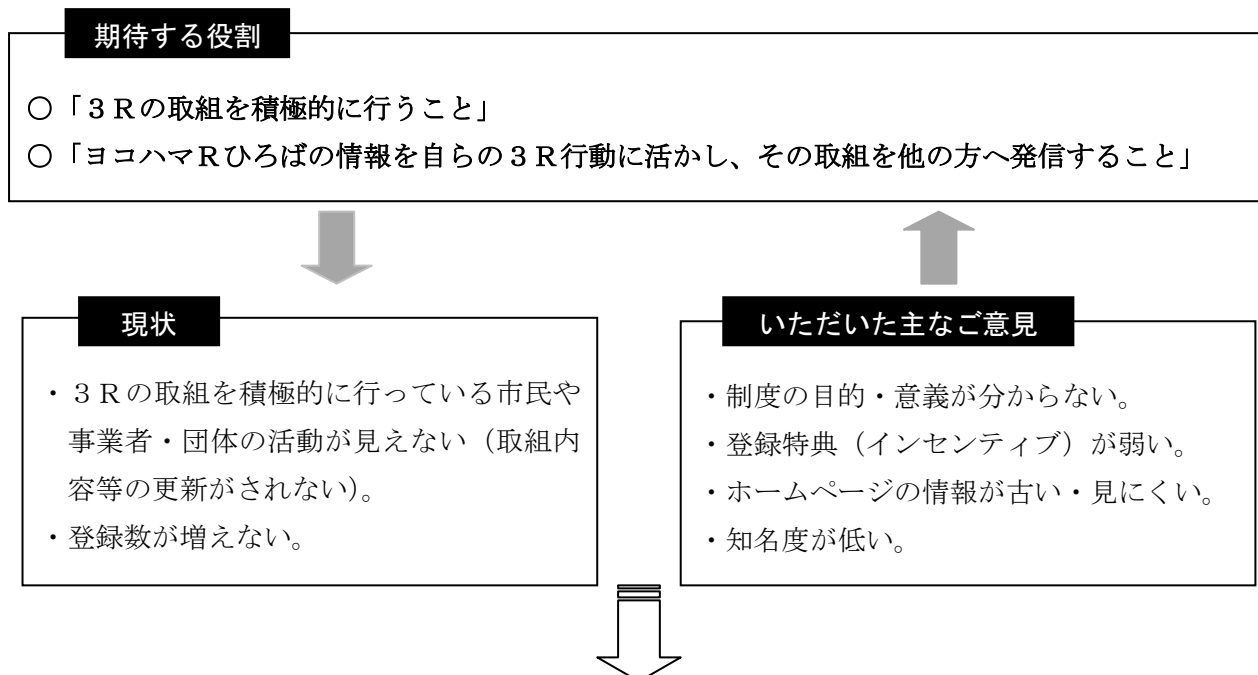 期待する役割
○「３Ｒの取組を積極的に行うこと」
○「ヨコハマＲひろばの情報を自らの３Ｒ行動に活かし、その取組を他の方へ発信すること」
現状
・３Ｒの取組を積極的に行っている市民や
事業者・団体の活動が見えない（取組内
容等の更新がされない）。
・登録数が増えない。
いただいた主なご意見
・制度の目的・意義が分からない。
・登録特典（インセンティブ）が弱い。
・ホームページの情報が古い・見にくい。
・知名度が低い。